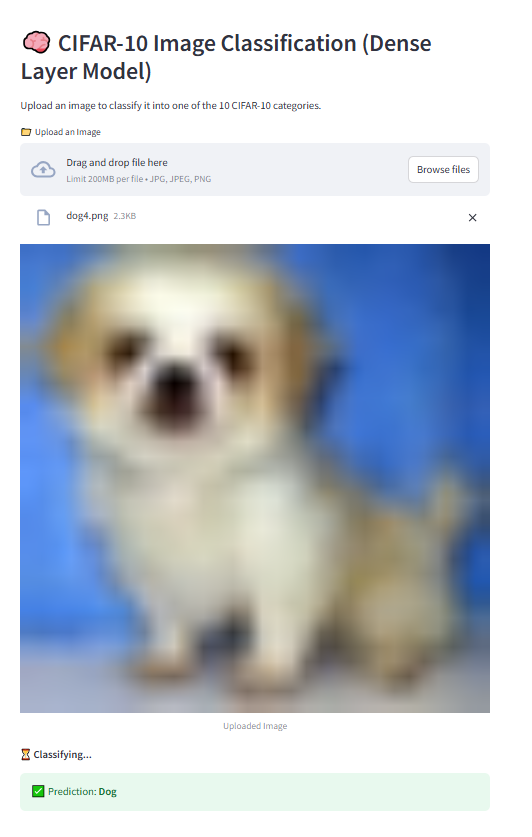 🧠 CIFAR-10 Image Classification (Dense
Layer Model)
Upload an image to classify it into one of the 10 CIFAR-10 categories.
📂 Upload an Image
Drag and drop file here
Limit 200MB per file • JPG, JPEG, PNG
Browse files
dog4.png 2.3KB
Uploaded Image
⏳ Classifying...
✅ Prediction: Dog